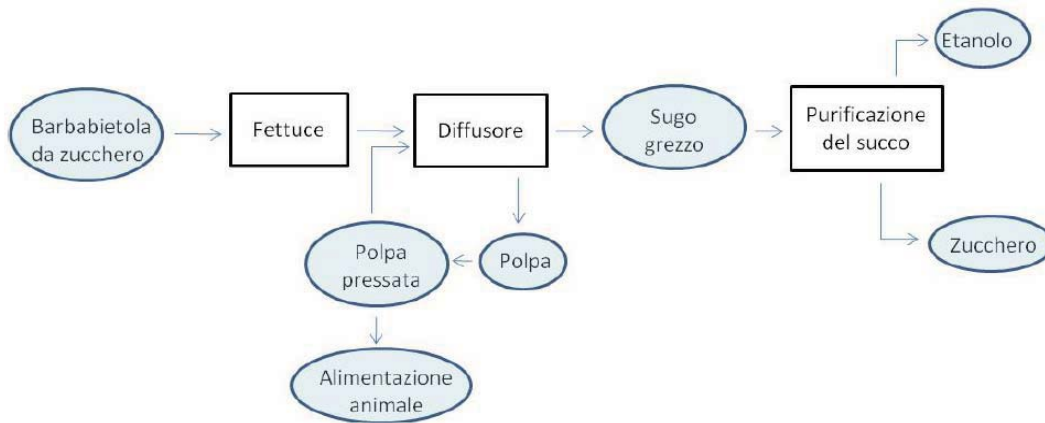 Etanolo
Barbabietola
da zucchero
Fettuce
Diffusore
Sugo
grezzo
Purificazione
del succo
Polpa
pressata
Polpa
Zucchero
Alimentazione
animale